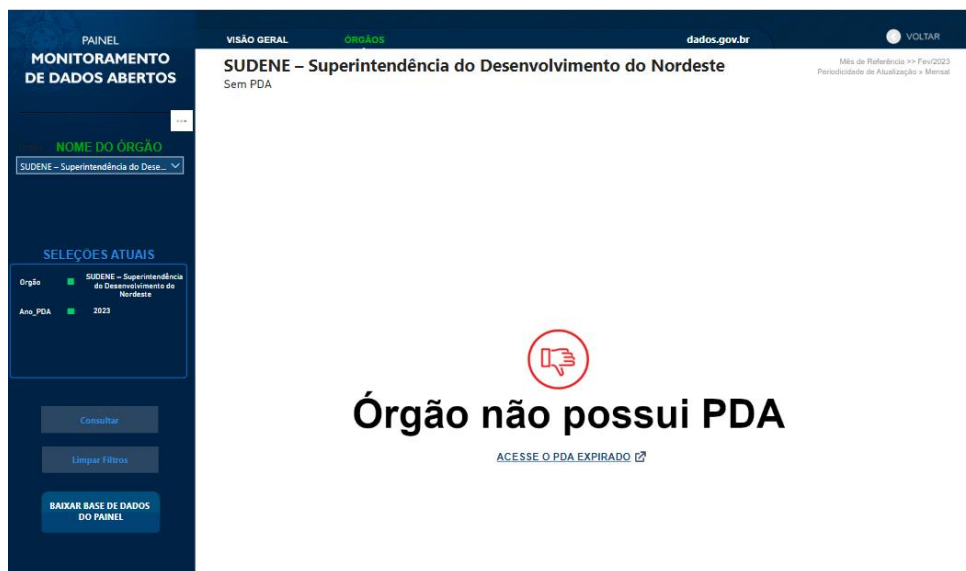 PAINEL
MONITORAMENTO
DE DADOS ABERTOS
NOME DO ÓRGÃO
SUDENE – Superintendência do Dese...
SELEÇÕES ATUAIS
Orgão
SUDENE – Superintendência
do Desenvolvimento do
Nordeste
Ano_PDA
2023
Consultar
Limpar Filtros
BAIXAR BASE DE DADOS
DO PAINEL
VISÃO GERAL
ÓRGÃOS
dados.gov.br
VOLTAR
SUDENE – Superintendência do Desenvolvimento do Nordeste
Sem PDA
Mês de Referência >> Fev/2023
Periodicidade de Atualização » Mensal
Órgão não possui PDA
ACESSE O PDA EXPIRADO